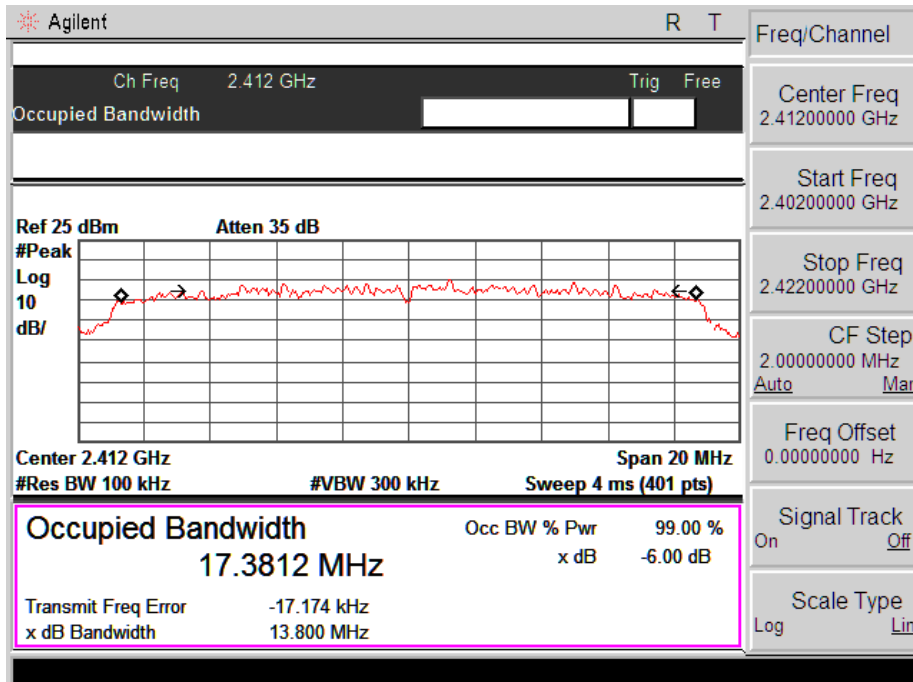 Agilent R T
Freq/Channel
Ch Freq 2.412 GHz Trig Free
Occupied Bandwidth
Center Freq
2.41200000 GHz
Start Freq
2.40200000 GHz
Stop Freq
2.42200000 GHz
CF Step
2.00000000 MHz
Auto Man
Freq Offset
0.00000000 Hz
Signal Track
On Off
Scale Type
Log Lin
Ref 25 dBm Atten 35 dB
#Peak
Log
10
dB/
Center 2.412 GHz Span 20 MHz
#Res BW 100 kHz #VBW 300 kHz Sweep 4 ms (401 pts)
Occupied Bandwidth Occ BW % Pwr 99.00 %
17.3812 MHz x dB -6.00 dB
Transmit Freq Error -17.174 kHz
x dB Bandwidth 13.800 MHz